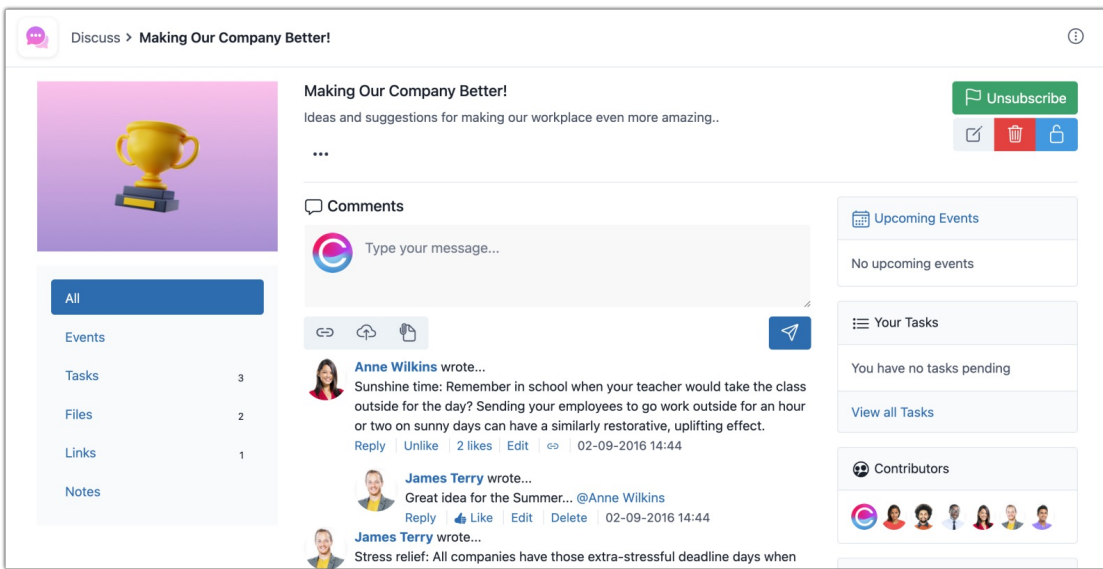 Discuss > Making Our Company Better!
Making Our Company Better!
Ideas and suggestions for making our workplace even more amazing..
...
Unsubscribe
All
Events
Tasks 3
Files 2
Links 1
Notes
Comments
Type your message...
Anne Wilkins wrote...
Sunshine time: Remember in school when your teacher would take the class
outside for the day? Sending your employees to go work outside for an hour
or two on sunny days can have a similarly restorative, uplifting effect.
Reply Unlike 2 likes Edit 02-09-2016 14:44
James Terry wrote...
Great idea for the Summer... @Anne Wilkins
Reply Like Edit Delete 02-09-2016 14:44
James Terry wrote...
Stress relief: All companies have those extra-stressful deadline days when
Upcoming Events
No upcoming events
Your Tasks
You have no tasks pending
View all Tasks
Contributors